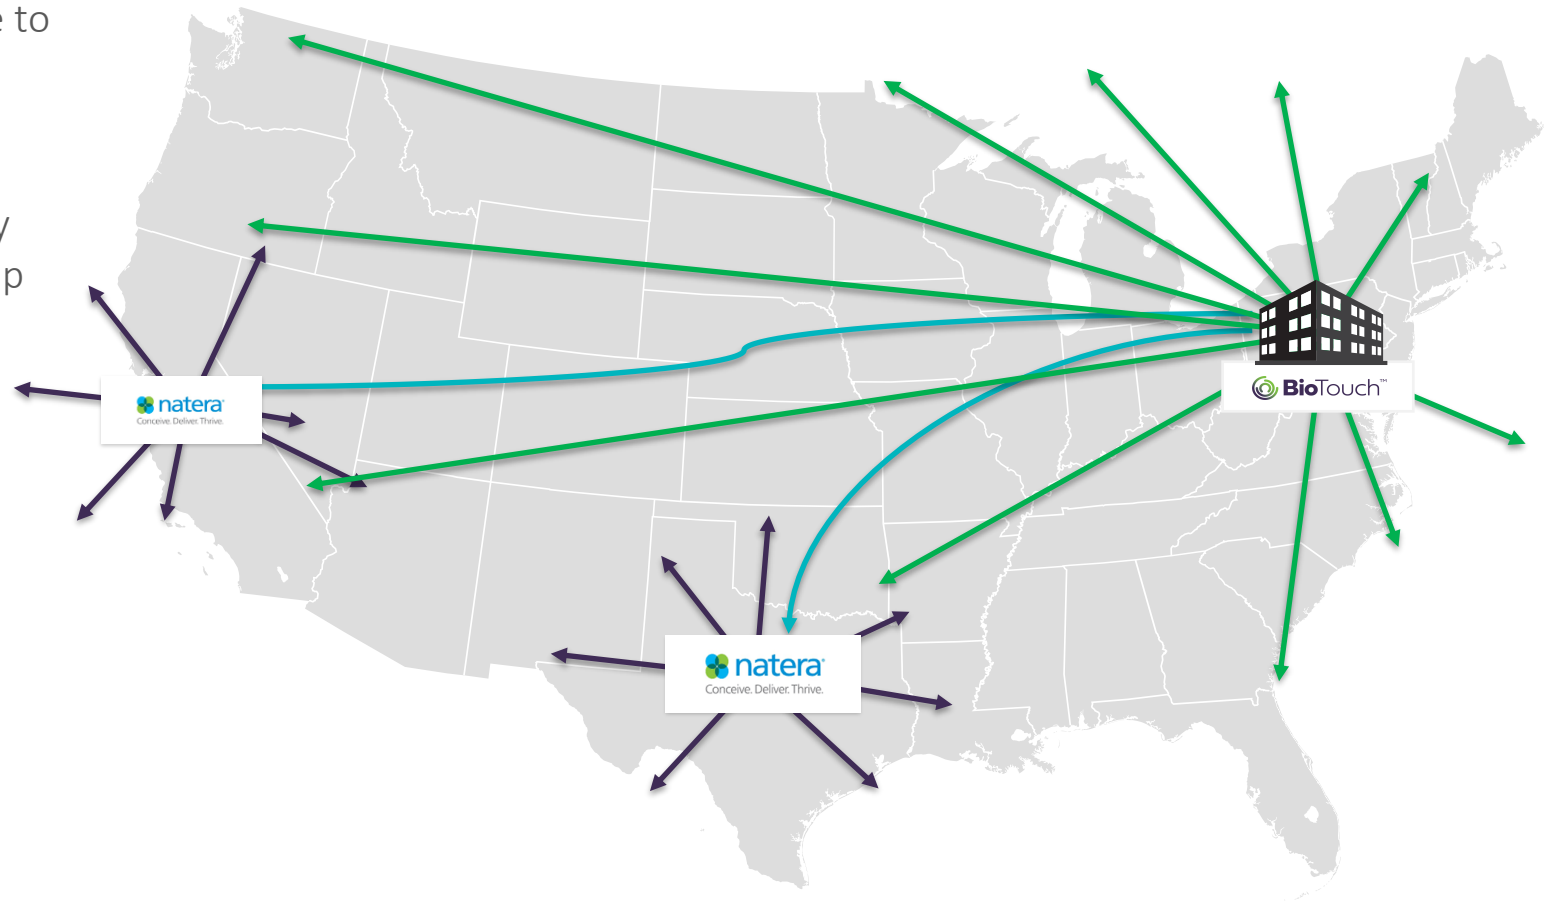 e to
y
p
natera
Conceive. Deliver. Thrive.
BioTouch™
natera
Conceive. Deliver. Thrive.